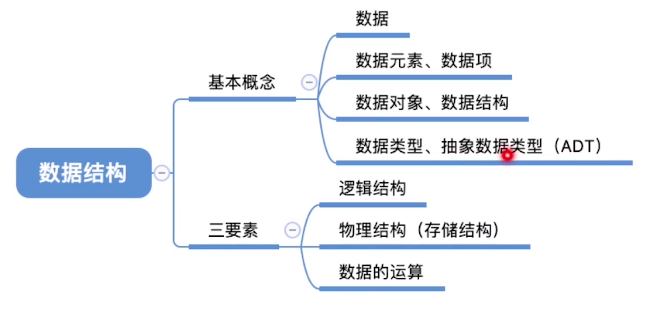 数据结构
基本概念
数据
数据元素、数据项
数据对象、数据结构
数据类型、抽象数据类型（ADT）
三要素
逻辑结构
物理结构（存储结构）
数据的运算